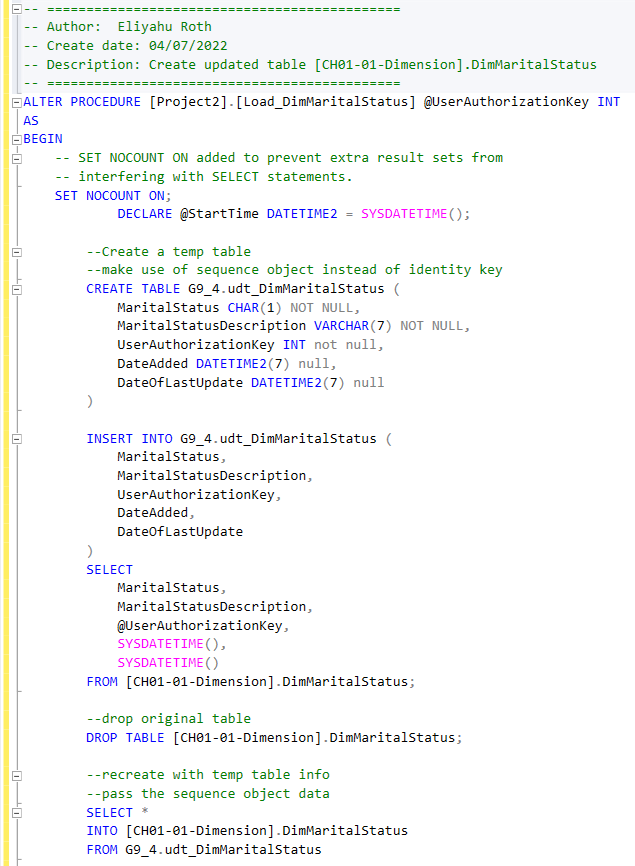 -- =============================================
-- Author:  Eliyahu Roth
-- Create date: 04/07/2022
-- Description: Create updated table [CH01-01-Dimension].DimMaritalStatus
-- =============================================
ALTER PROCEDURE [Project2].[Load_DimMaritalStatus] @UserAuthorizationKey INT
AS
BEGIN
    -- SET NOCOUNT ON added to prevent extra result sets from
    -- interfering with SELECT statements.
    SET NOCOUNT ON;
            DECLARE @StartTime DATETIME2 = SYSDATETIME();

        --Create a temp table
        --make use of sequence object instead of identity key
        CREATE TABLE G9_4.udt_DimMaritalStatus (
            MaritalStatus CHAR(1) NOT NULL,
            MaritalStatusDescription VARCHAR(7) NOT NULL,
            UserAuthorizationKey INT not null,
            DateAdded DATETIME2(7) null,
            DateOfLastUpdate DATETIME2(7) null
        )

        INSERT INTO G9_4.udt_DimMaritalStatus (
            MaritalStatus,
            MaritalStatusDescription,
            UserAuthorizationKey,
            DateAdded,
            DateOfLastUpdate
        )
        SELECT
            MaritalStatus,
            MaritalStatusDescription,
            @UserAuthorizationKey,
            SYSDATETIME(),
            SYSDATETIME()
        FROM [CH01-01-Dimension].DimMaritalStatus;

        --drop original table
        DROP TABLE [CH01-01-Dimension].DimMaritalStatus;

        --recreate with temp table info
        --pass the sequence object data
        SELECT *
        INTO [CH01-01-Dimension].DimMaritalStatus
        FROM G9_4.udt_DimMaritalStatus